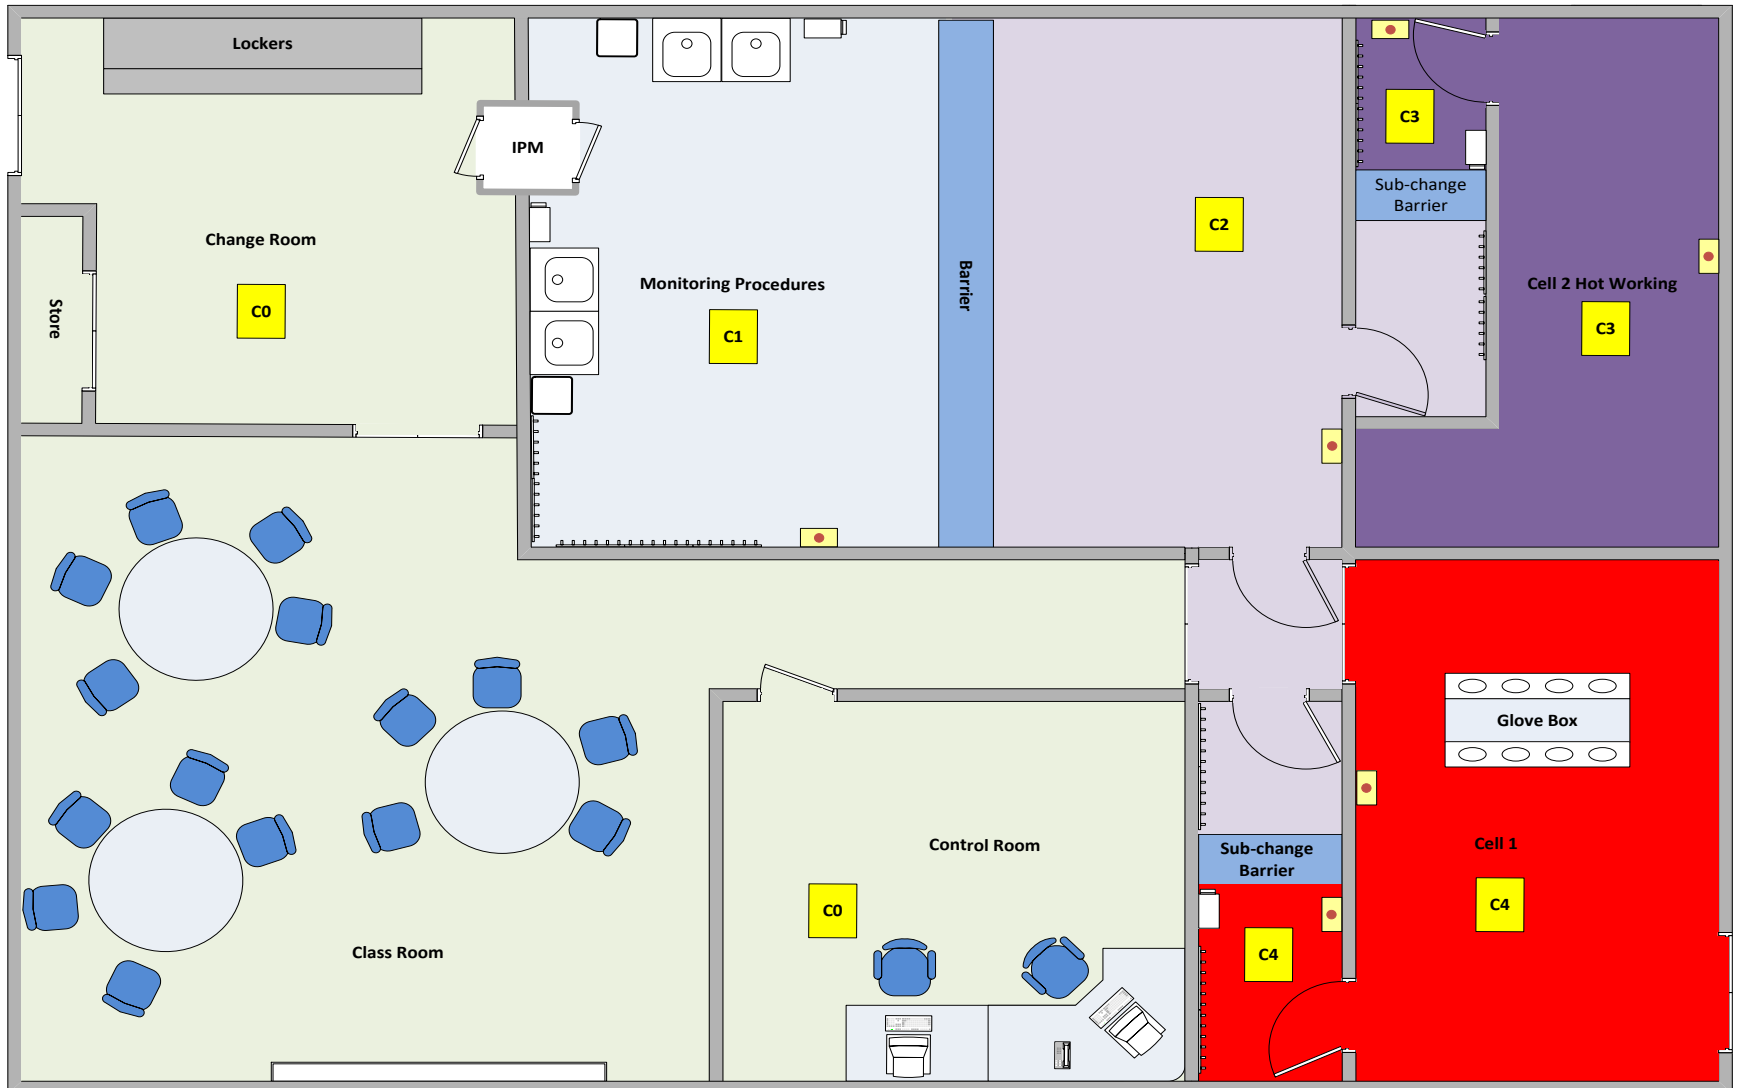 Lockers
IPM
C3
Sub-change
Barrier
C2
Change Room
Monitoring Procedures
Barrier
Cell 2 Hot Working
Store
C0
C1
C3
Glove Box
Control Room
Sub-change
Barrier
Cell 1
C0
C4
Class Room
C4